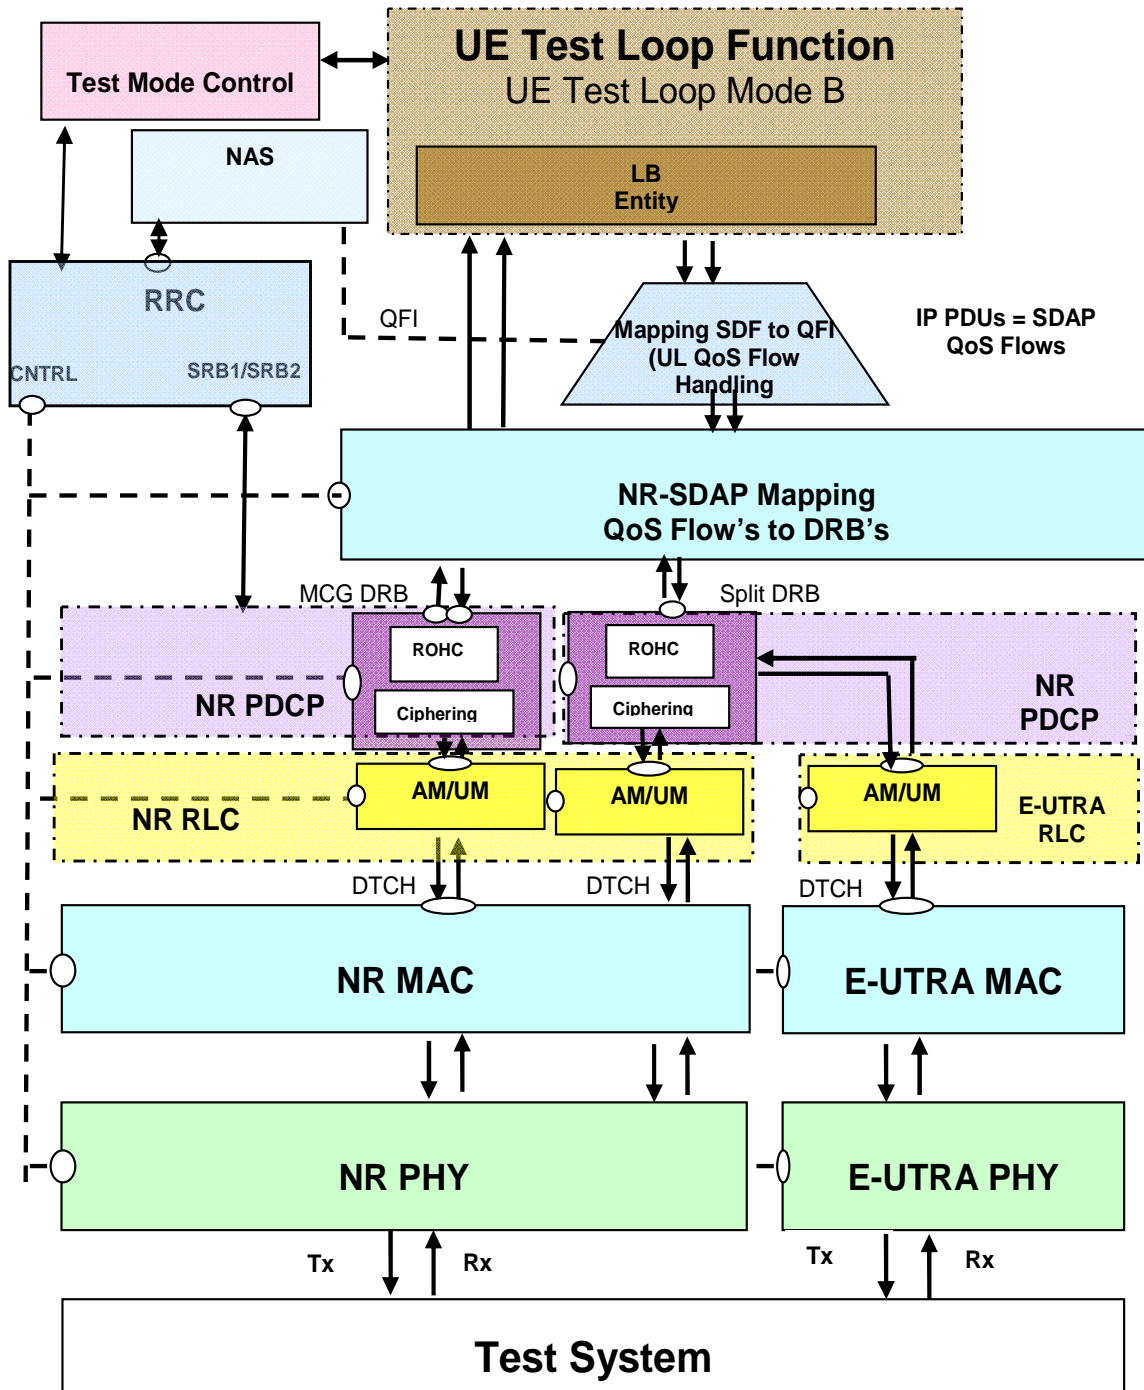 UE Test Loop Function
UE Test Loop Mode B
Test Mode Control
NAS
LB
Entity
RRC
QFI
Mapping SDF to QFI
(UL QoS Flow
Handling
IP PDUs = SDAP
QoS Flows
CNTRL
SRB1/SRB2
NR-SDAP Mapping
QoS Flow's to DRB's
MCG DRB
Split DRB
ROHC
ROHC
NR PDCP
Ciphering
Ciphering
NR
PDCP
NR RLC
AM/UM
AM/UM
AM/UM
E-UTRA
RLC
DTCH
DTCH
DTCH
NR MAC
E-UTRA MAC
NR PHY
E-UTRA PHY
Tx
Rx
Tx
Rx
Test System